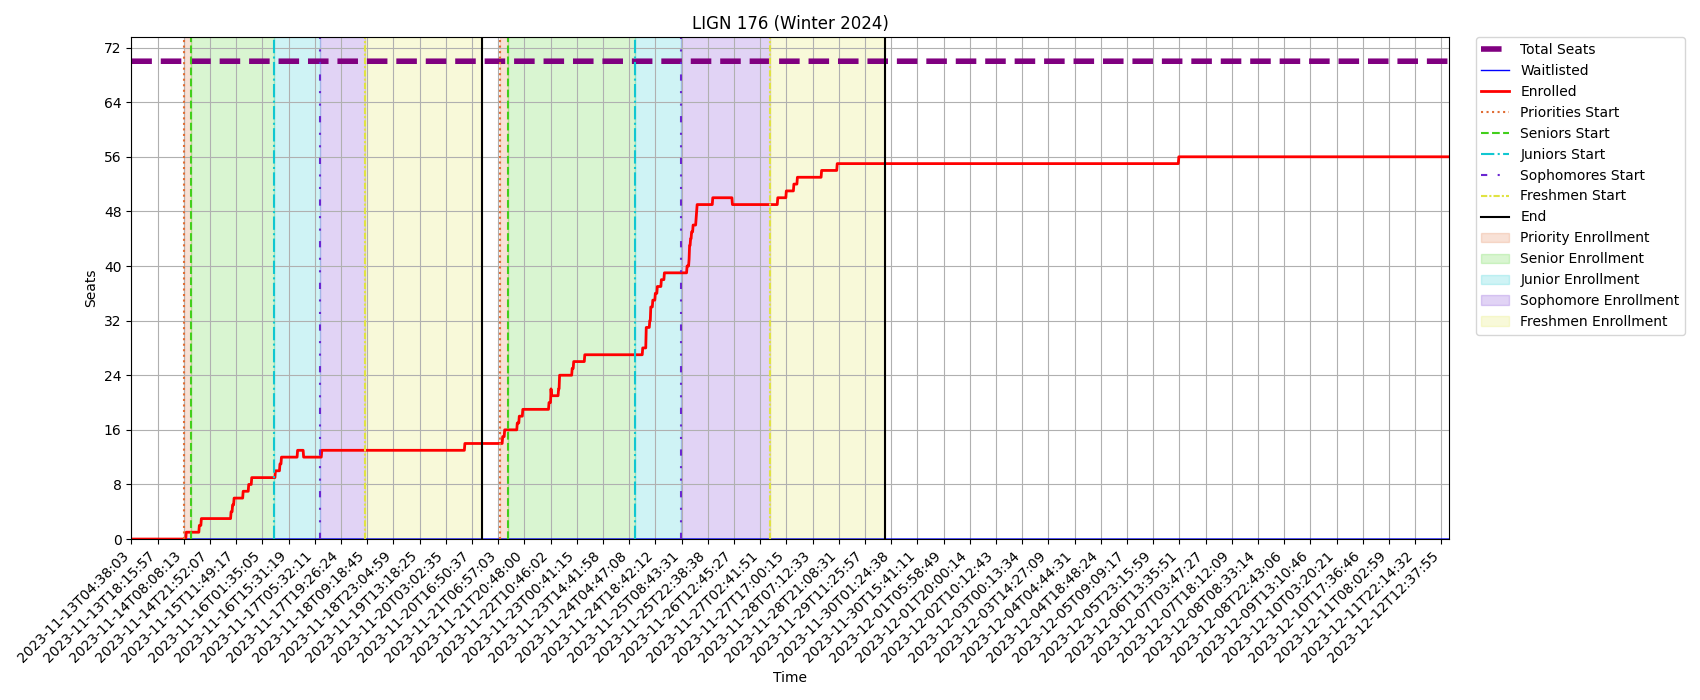 LIGN 176 (Winter 2024)
72
64
56
48
40
32
24
16
8
0
Seats
2023-11-13T04:38:03
2023-11-13T18:15:57
2023-11-14T08:08:13
2023-11-14T21:52:07
2023-11-15T11:49:17
2023-11-16T01:35:05
2023-11-16T15:31:19
2023-11-17T05:32:11
2023-11-17T19:26:24
2023-11-18T09:18:45
2023-11-18T23:04:59
2023-11-19T13:18:25
2023-11-20T03:02:35
2023-11-20T16:50:37
2023-11-21T06:57:03
2023-11-21T20:48:00
2023-11-22T10:46:02
2023-11-23T00:41:15
2023-11-23T14:41:58
2023-11-24T04:47:08
2023-11-24T18:42:12
2023-11-25T08:43:31
2023-11-25T22:38:38
2023-11-26T12:45:27
2023-11-27T02:41:51
2023-11-27T17:00:15
2023-11-28T07:12:33
2023-11-28T21:08:31
2023-11-29T11:25:57
2023-11-30T01:24:38
2023-11-30T15:41:11
2023-12-01T05:58:49
2023-12-01T20:00:14
2023-12-02T10:12:43
2023-12-03T00:13:34
2023-12-03T14:27:09
2023-12-04T04:44:31
2023-12-04T18:48:24
2023-12-05T09:09:17
2023-12-05T23:15:59
2023-12-06T13:35:51
2023-12-07T03:47:27
2023-12-07T18:12:09
2023-12-08T08:33:14
2023-12-08T22:43:06
2023-12-09T13:10:46
2023-12-10T03:20:21
2023-12-10T17:36:46
2023-12-11T08:02:59
2023-12-11T22:14:32
2023-12-12T12:37:55
Time
Total Seats
Waitlisted
Enrolled
Priorities Start
Seniors Start
Juniors Start
Sophomores Start
Freshmen Start
End
Priority Enrollment
Senior Enrollment
Junior Enrollment
Sophomore Enrollment
Freshmen Enrollment